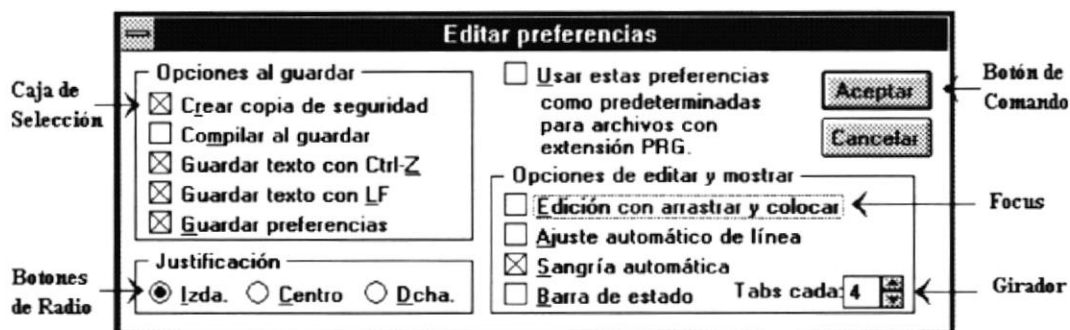 Editar preferencias
Opciones al guardar
Crear copia de seguridad
Compilar al guardar
Guardar texto con Ctrl-Z
Guardar texto con LF
Guardar preferencias
Justificación
Izda. Centro Dcha.
Usar estas preferencias
como predeterminadas
para archivos con
extensión PRG.
Aceptar
Cancelar
Opciones de editar y mostrar
Edición con arrastrar y colocar
Ajuste automático de línea
Sangría automática
Barra de estado Tabs cada: 4
Caja de
Selección
Botones
de Radio
Botón de
Comando
Focus
Girador